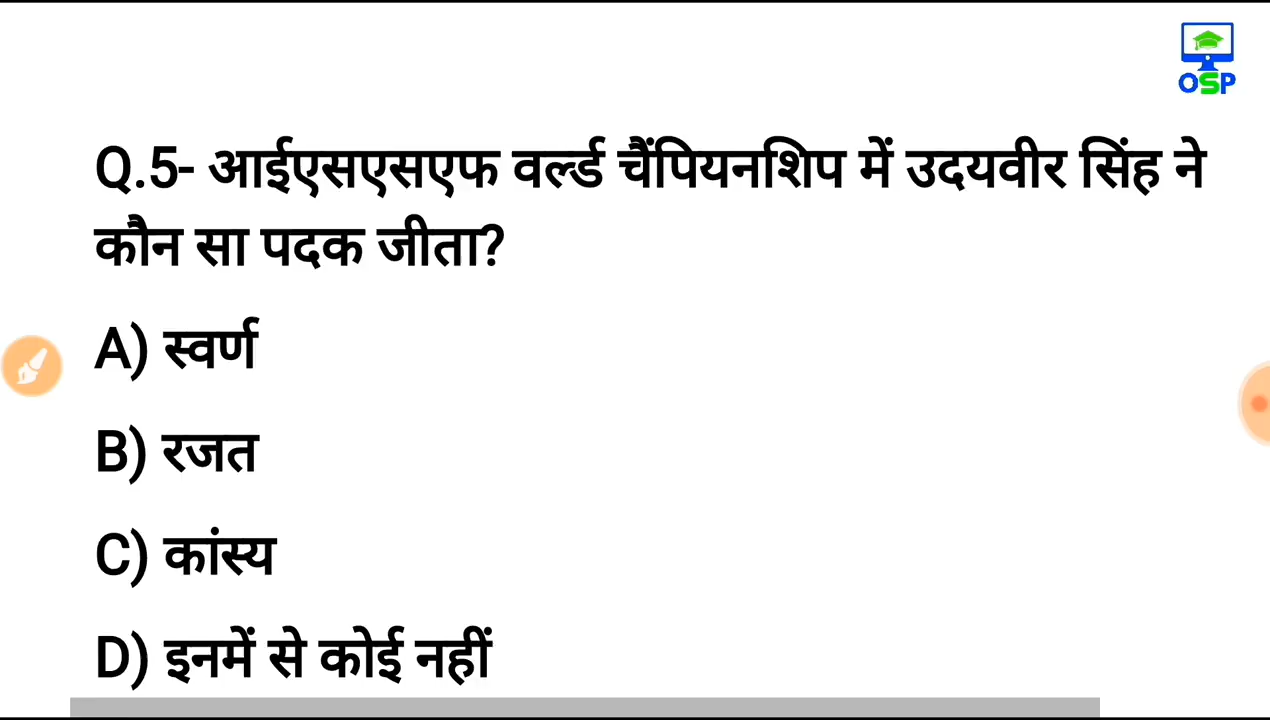 OSP
Q.5- आईएसएसएफ वर्ल्ड चैंपियनशिप में उदयवीर सिंह ने
कौन सा पदक जीता?
A) स्वर्ण
B) रजत
C) कांस्य
D) इनमें से कोई नहीं